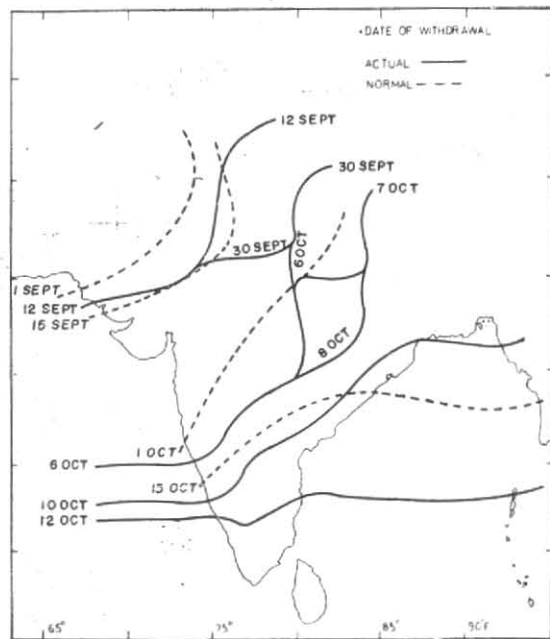 DATE OF WITHDRAWAL
ACTUAL
NORMAL
12 SEPT
30 SEPT
7 OCT
30 SEPT
6 OCT
1 SEPT
12 SEPT
15 SEPT
8 OCT
1 OCT
6 OCT
15 OCT
10 OCT
12 OCT
65°
75°
85°
90°